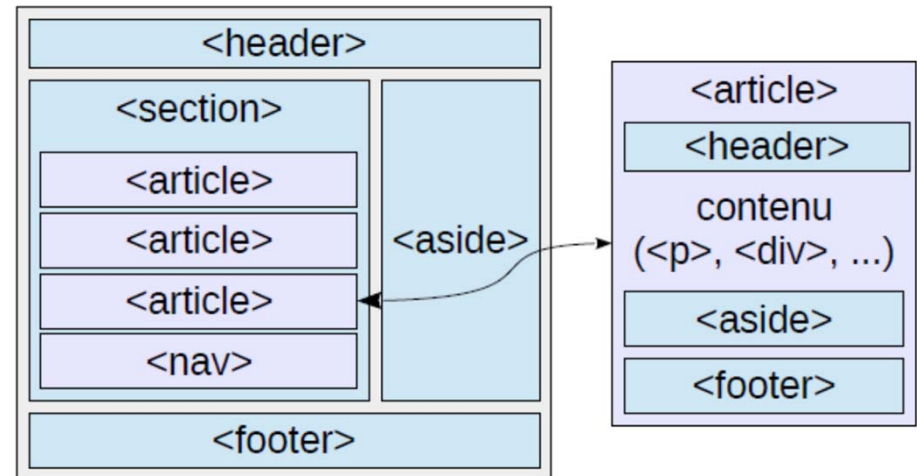 <header>
<section>
<article>
<article>
<article>
<nav>
<aside>
<footer>
<article>
<header>
contenu
(<p>, <div>, ...)
<aside>
<footer>